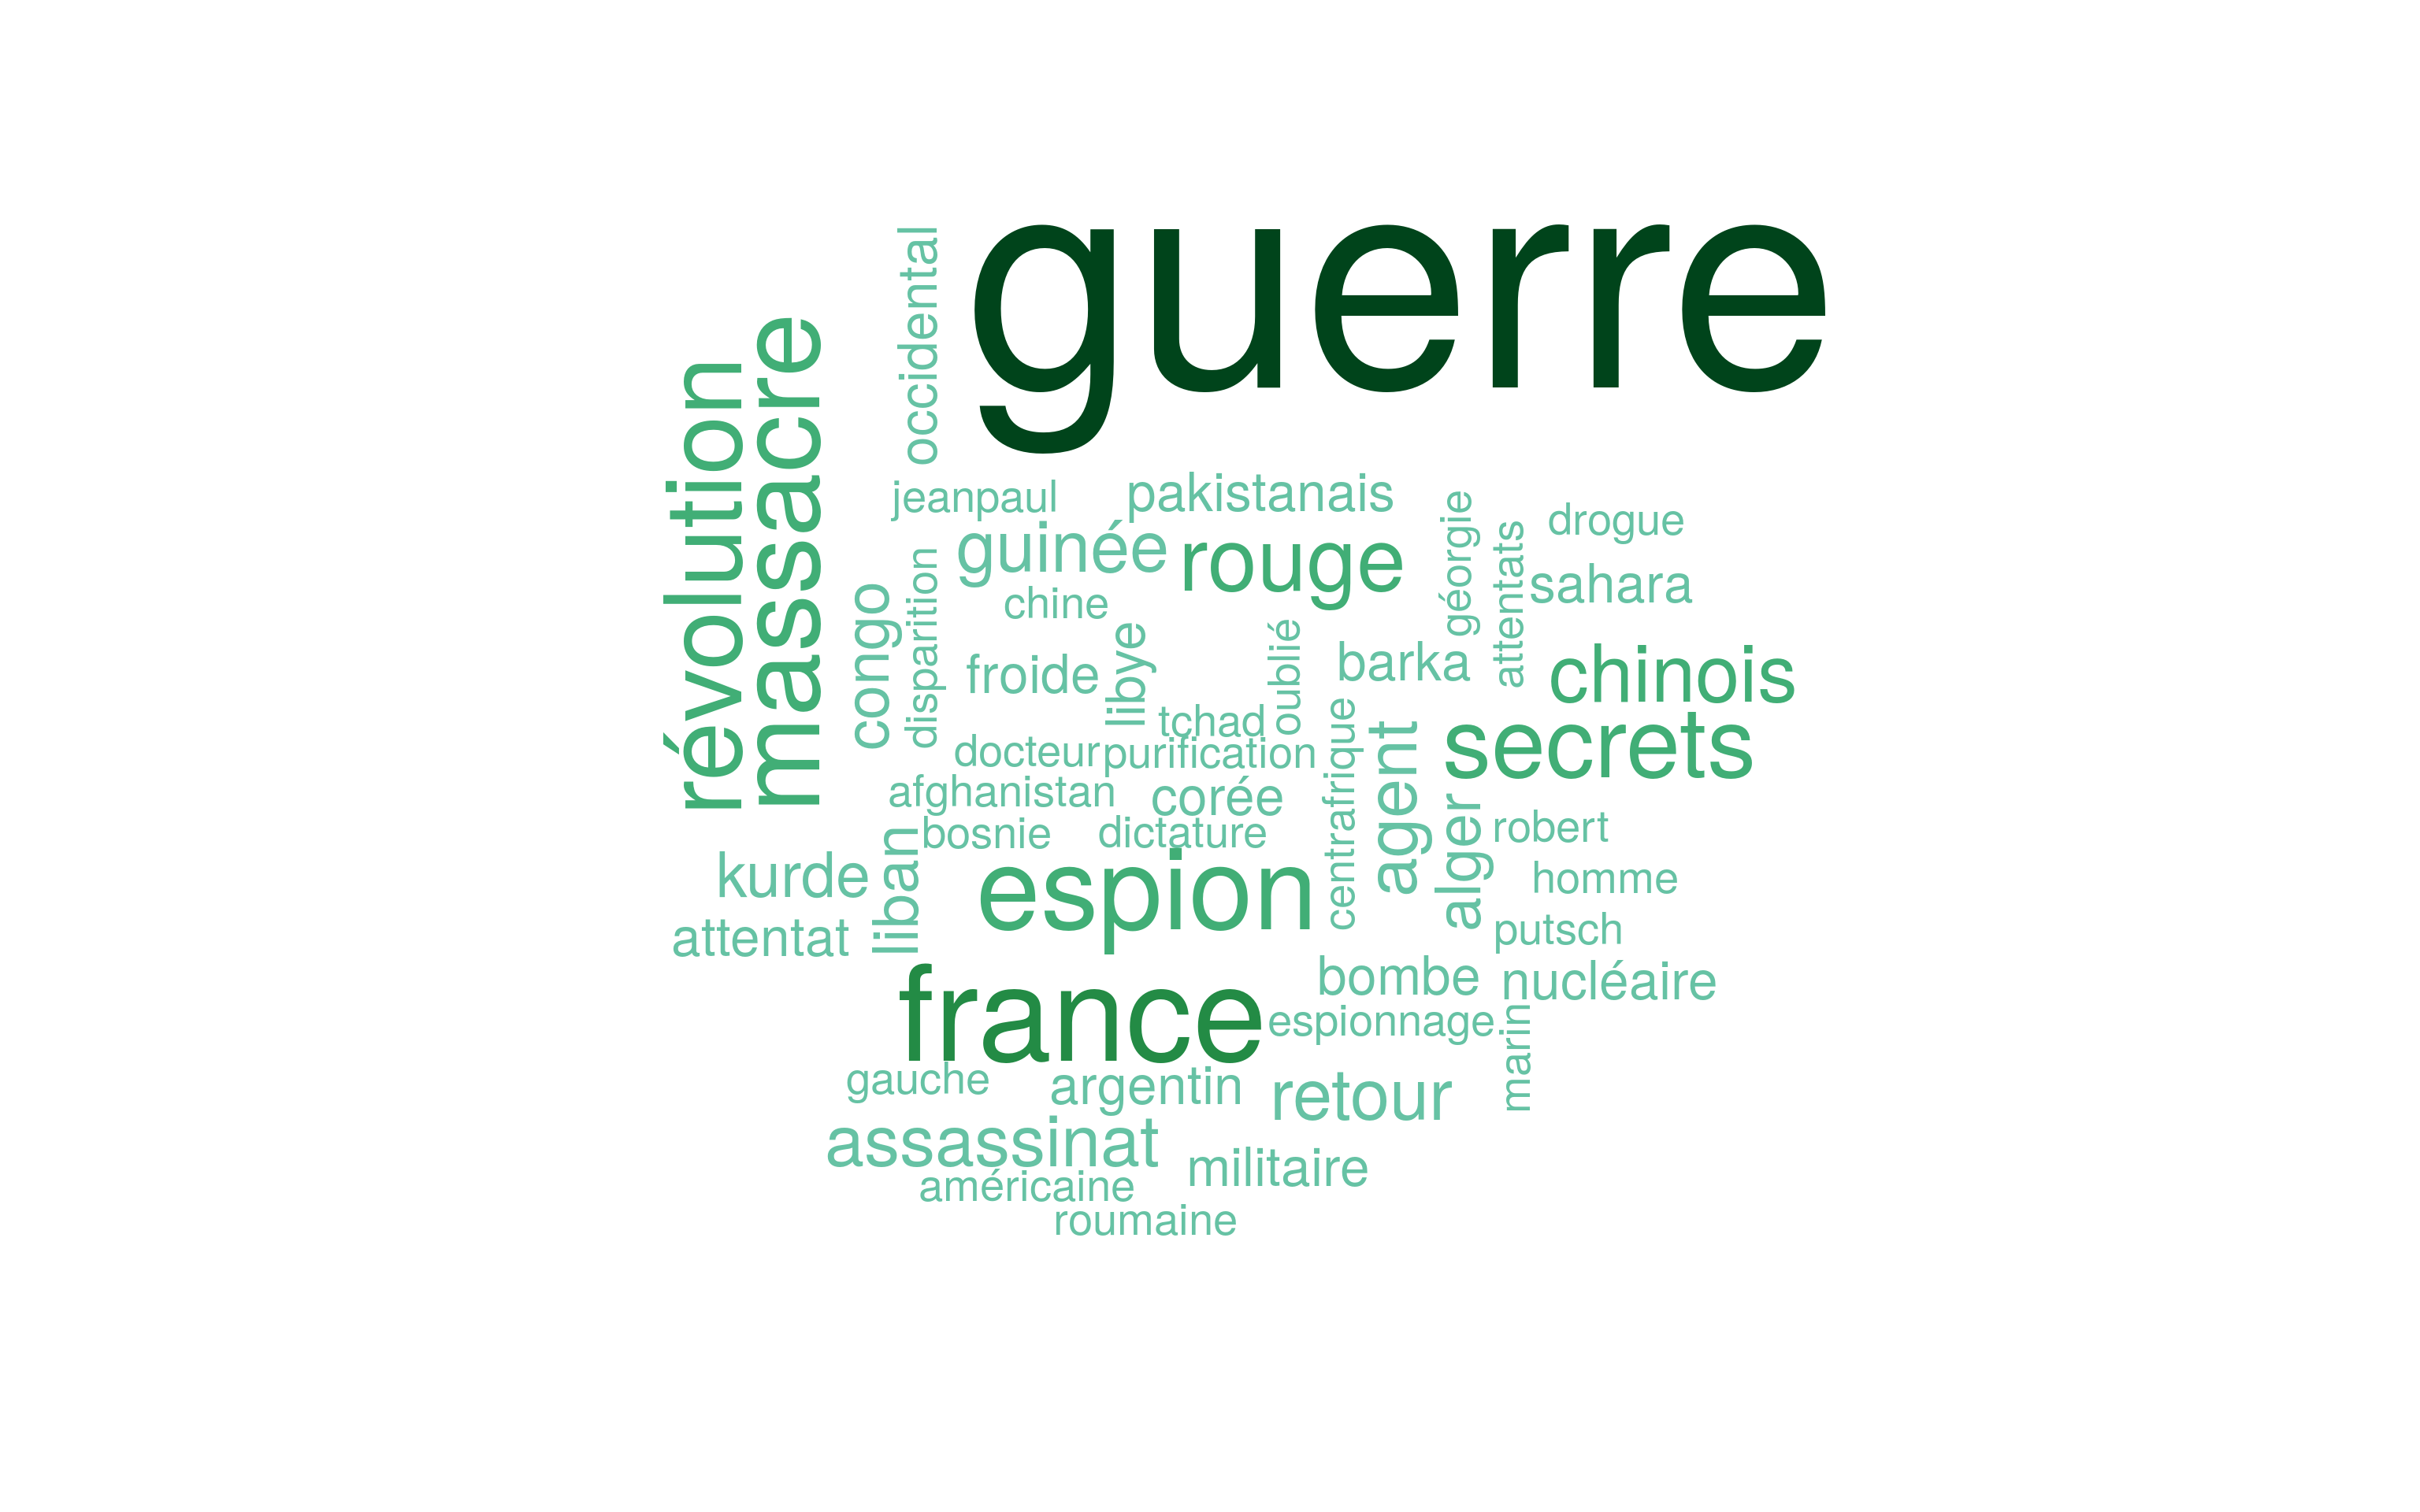 guerre
occidental
révolution
massacre
jeanpaul
pakistanais
guinée
rouge
géorgie
attentats
drogue
sahara
chine
congo
disparition
froide
libye
oublié
barka
chinois
tchad
secrets
docteur
purification
centrafrique
agent
afghanistan
corée
alger
robert
bosnie
dictature
liban
kurde
espion
homme
attentat
putsch
france
bombe
nucléaire
espionnage
marin
gauche
argentin
retour
assassinat
militaire
américaine
roumaine